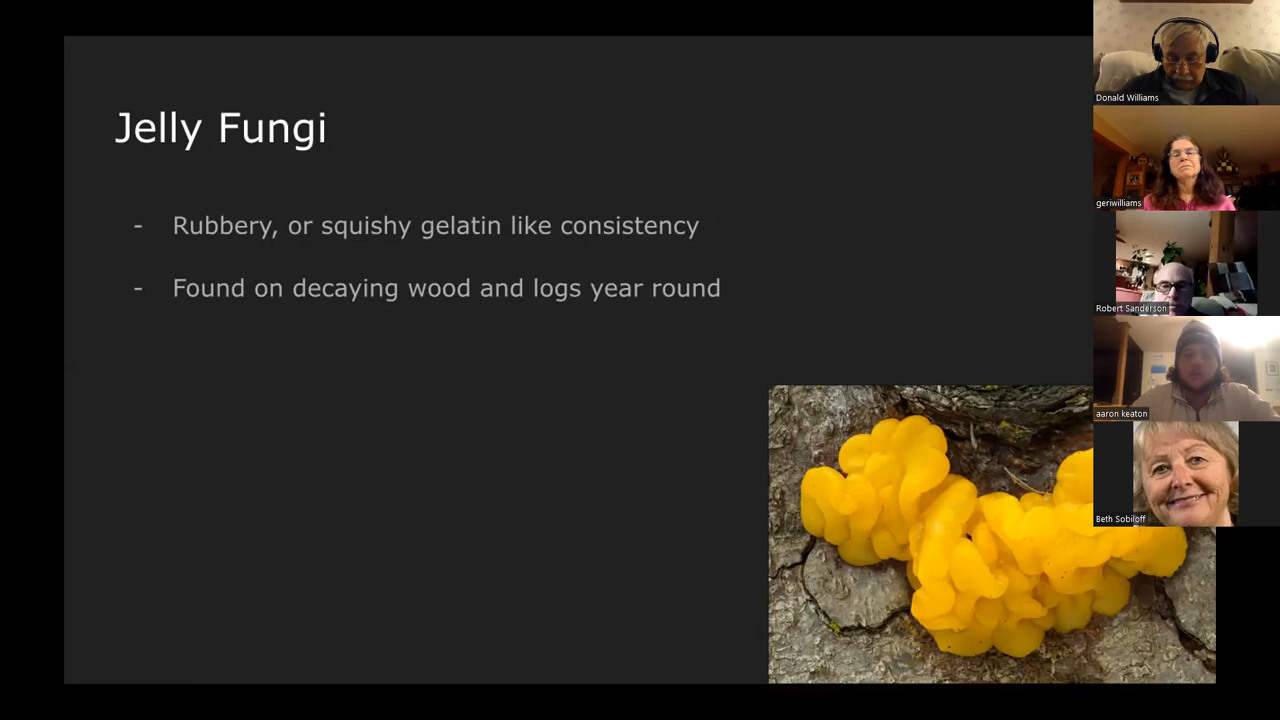 Jelly Fungi
- Rubbery, or squishy gelatin like consistency
- Found on decaying wood and logs year round
Donald Williams
geriwilliams
Robert Sanderson
aaron keaton
Beth Sobiloff